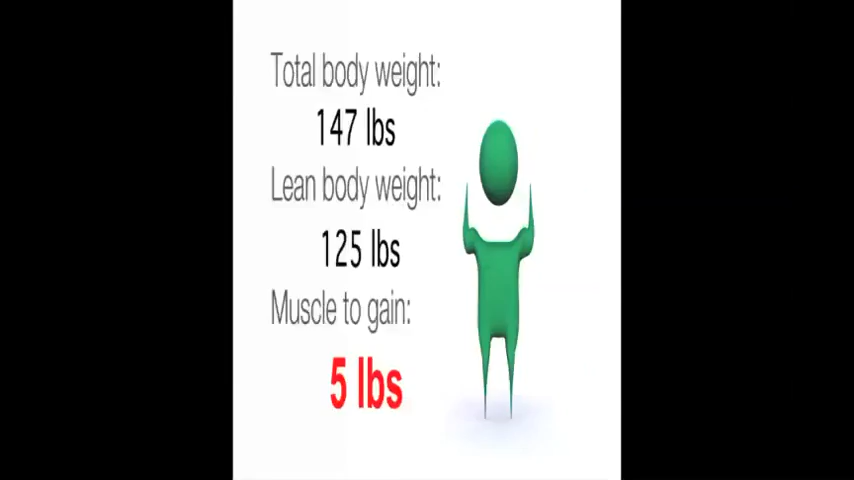 Total body weight:
147 lbs
Lean body weight:
125 lbs
Muscle to gain:
5 lbs